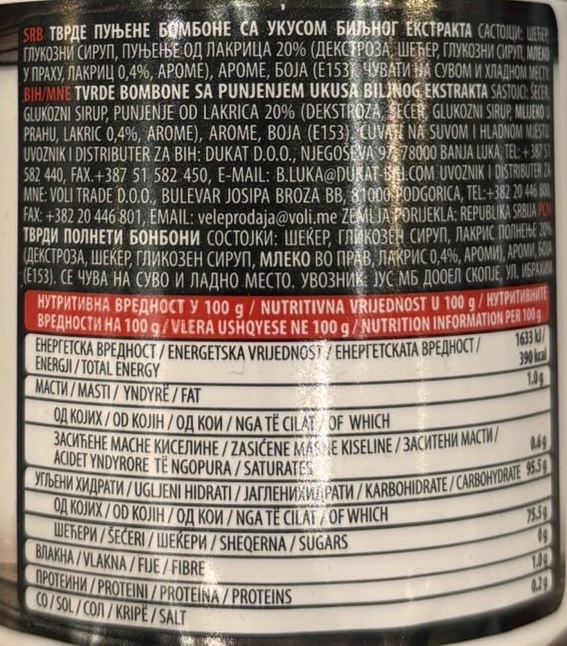 SRB ТВРДЕ ПУЊЕНЕ БОМБОНЕ СА УКУСОМ БИЉНОГ ЕКСТРАКТА САСТОЈЦИ: ШЕЋЕР,
ГЛУКОЗНИ СИРУП, ПУЊЕЊЕ ОД ЛАКРИЦА 20% (ДЕКСТРОЗА, ШЕЋЕР, ГЛУКОЗНИ СИРУП, МЛЕКО
У ПРАХУ, ЛАКРИЦ 0,4%, АРОМЕ), АРОМЕ, БОЈА (E153). ЧУВАТИ НА СУВОМ И ХЛАДНОМ МЕСТУ.
BIH/MNE TVRDE BOMBONE SA PUNJENJEM UKUSA BILJNOG EKSTRAKTA SASTOJCI: ŠEĆER,
GLUKOZNI SIRUP, PUNJENJE OD LAKRICA 20% (DEKSTROZA, ŠEĆER, GLUKOZNI SIRUP, MLIJEKO U
PRAHU, LAKRIC 0,4%, AROME), AROME, BOJA (E153). ČUVATI NA SUVOM I HLADNOM MJESTU.
UVOZNIK I DISTRIBUTER ZA BIH: DUKAT D.O.O., NJEGOŠEVA 97, 78000 BANJA LUKA, TEL: +387 51
582 440, FAX.+387 51 582 450, E-MAIL: B.LUKA@DUKAT-BL.COM UVOZNIK I DISTRIBUTER ZA
MNE: VOLI TRADE D.O.O., BULEVAR JOSIPA BROZA BB, 81000 PODGORICA, TEL:+382 20 446 800,
FAX: +382 20 446 801, EMAIL: veleprodaja@voli.me ZEMLJA PORIJEKLA: REPUBLIKA SRBIJA
ТВРДИ ПОЛНЕТИ БОНБОНИ СОСТОЈКИ: ШЕЌЕР, ГЛИКОЗЕН СИРУП, ЛАКРИС ПОЛНЕЊЕ 20%
(ДЕКСТРОЗА, ШЕЌЕР, ГЛИКОЗЕН СИРУП, МЛЕКО ВО ПРАВ, ЛАКРИС 0,4%, АРОМИ), АРОМИ, БОЈА
(E153). СЕ ЧУВА НА СУВО И ЛАДНО МЕСТО. УВОЗНИК: ЈУС МБ ДООЕЛ СКОПЈЕ, УЛ.
НУТРИТИВНА ВРЕДНОСТ У 100 g / NUTRITIVNA VRIJEDNOST U 100 g / НУТРИТИВНИТЕ
ВРЕДНОСТИ НА 100 g / VLERA USHQYESE NE 100 g / NUTRITION INFORMATION PER 100 g
ЕНЕРГЕТСКА ВРЕДНОСТ / ENERGETSKA VRIJEDNOST / ЕНЕРГЕТСКАТА ВРЕДНОСТ / 1633 kJ/
ENERGJI / TOTAL ENERGY 390 kcal
МАСТИ / MASTI / YNDYRË / FAT 1.0g
ОД КОЈИХ / OD KOJIH / ОД КОИ / NGA TË CILAT / OF WHICH
ЗАСИЋЕНЕ МАСНЕ КИСЕЛИНЕ / ZASIĆENE MASNE KISELINE / ЗАСИТЕНИ МАСТИ /
ACIDET YNDYRORE TË NGOPURA / SATURATES 0.6g
УГЉЕНИ ХИДРАТИ / UGLJENI HIDRATI / ЈАГЛЕНИХИДРАТИ / KARBOHIDRATE / CARBOHYDRATE 95.5g
ОД КОЈИХ / OD KOJIH / ОД КОИ / NGA TË CILAT / OF WHICH
ШЕЋЕРИ / ŠEĆERI / ШЕЌЕРИ / SHEQERNA / SUGARS 75.5g
ВЛАКНА / VLAKNA / FIJE / FIBRE 0g
ПРОТЕИНИ / PROTEINI / PROTEINA / PROTEINS 1.0g
СО / SOL / СОЛ / KRIPË / SALT 0.2g